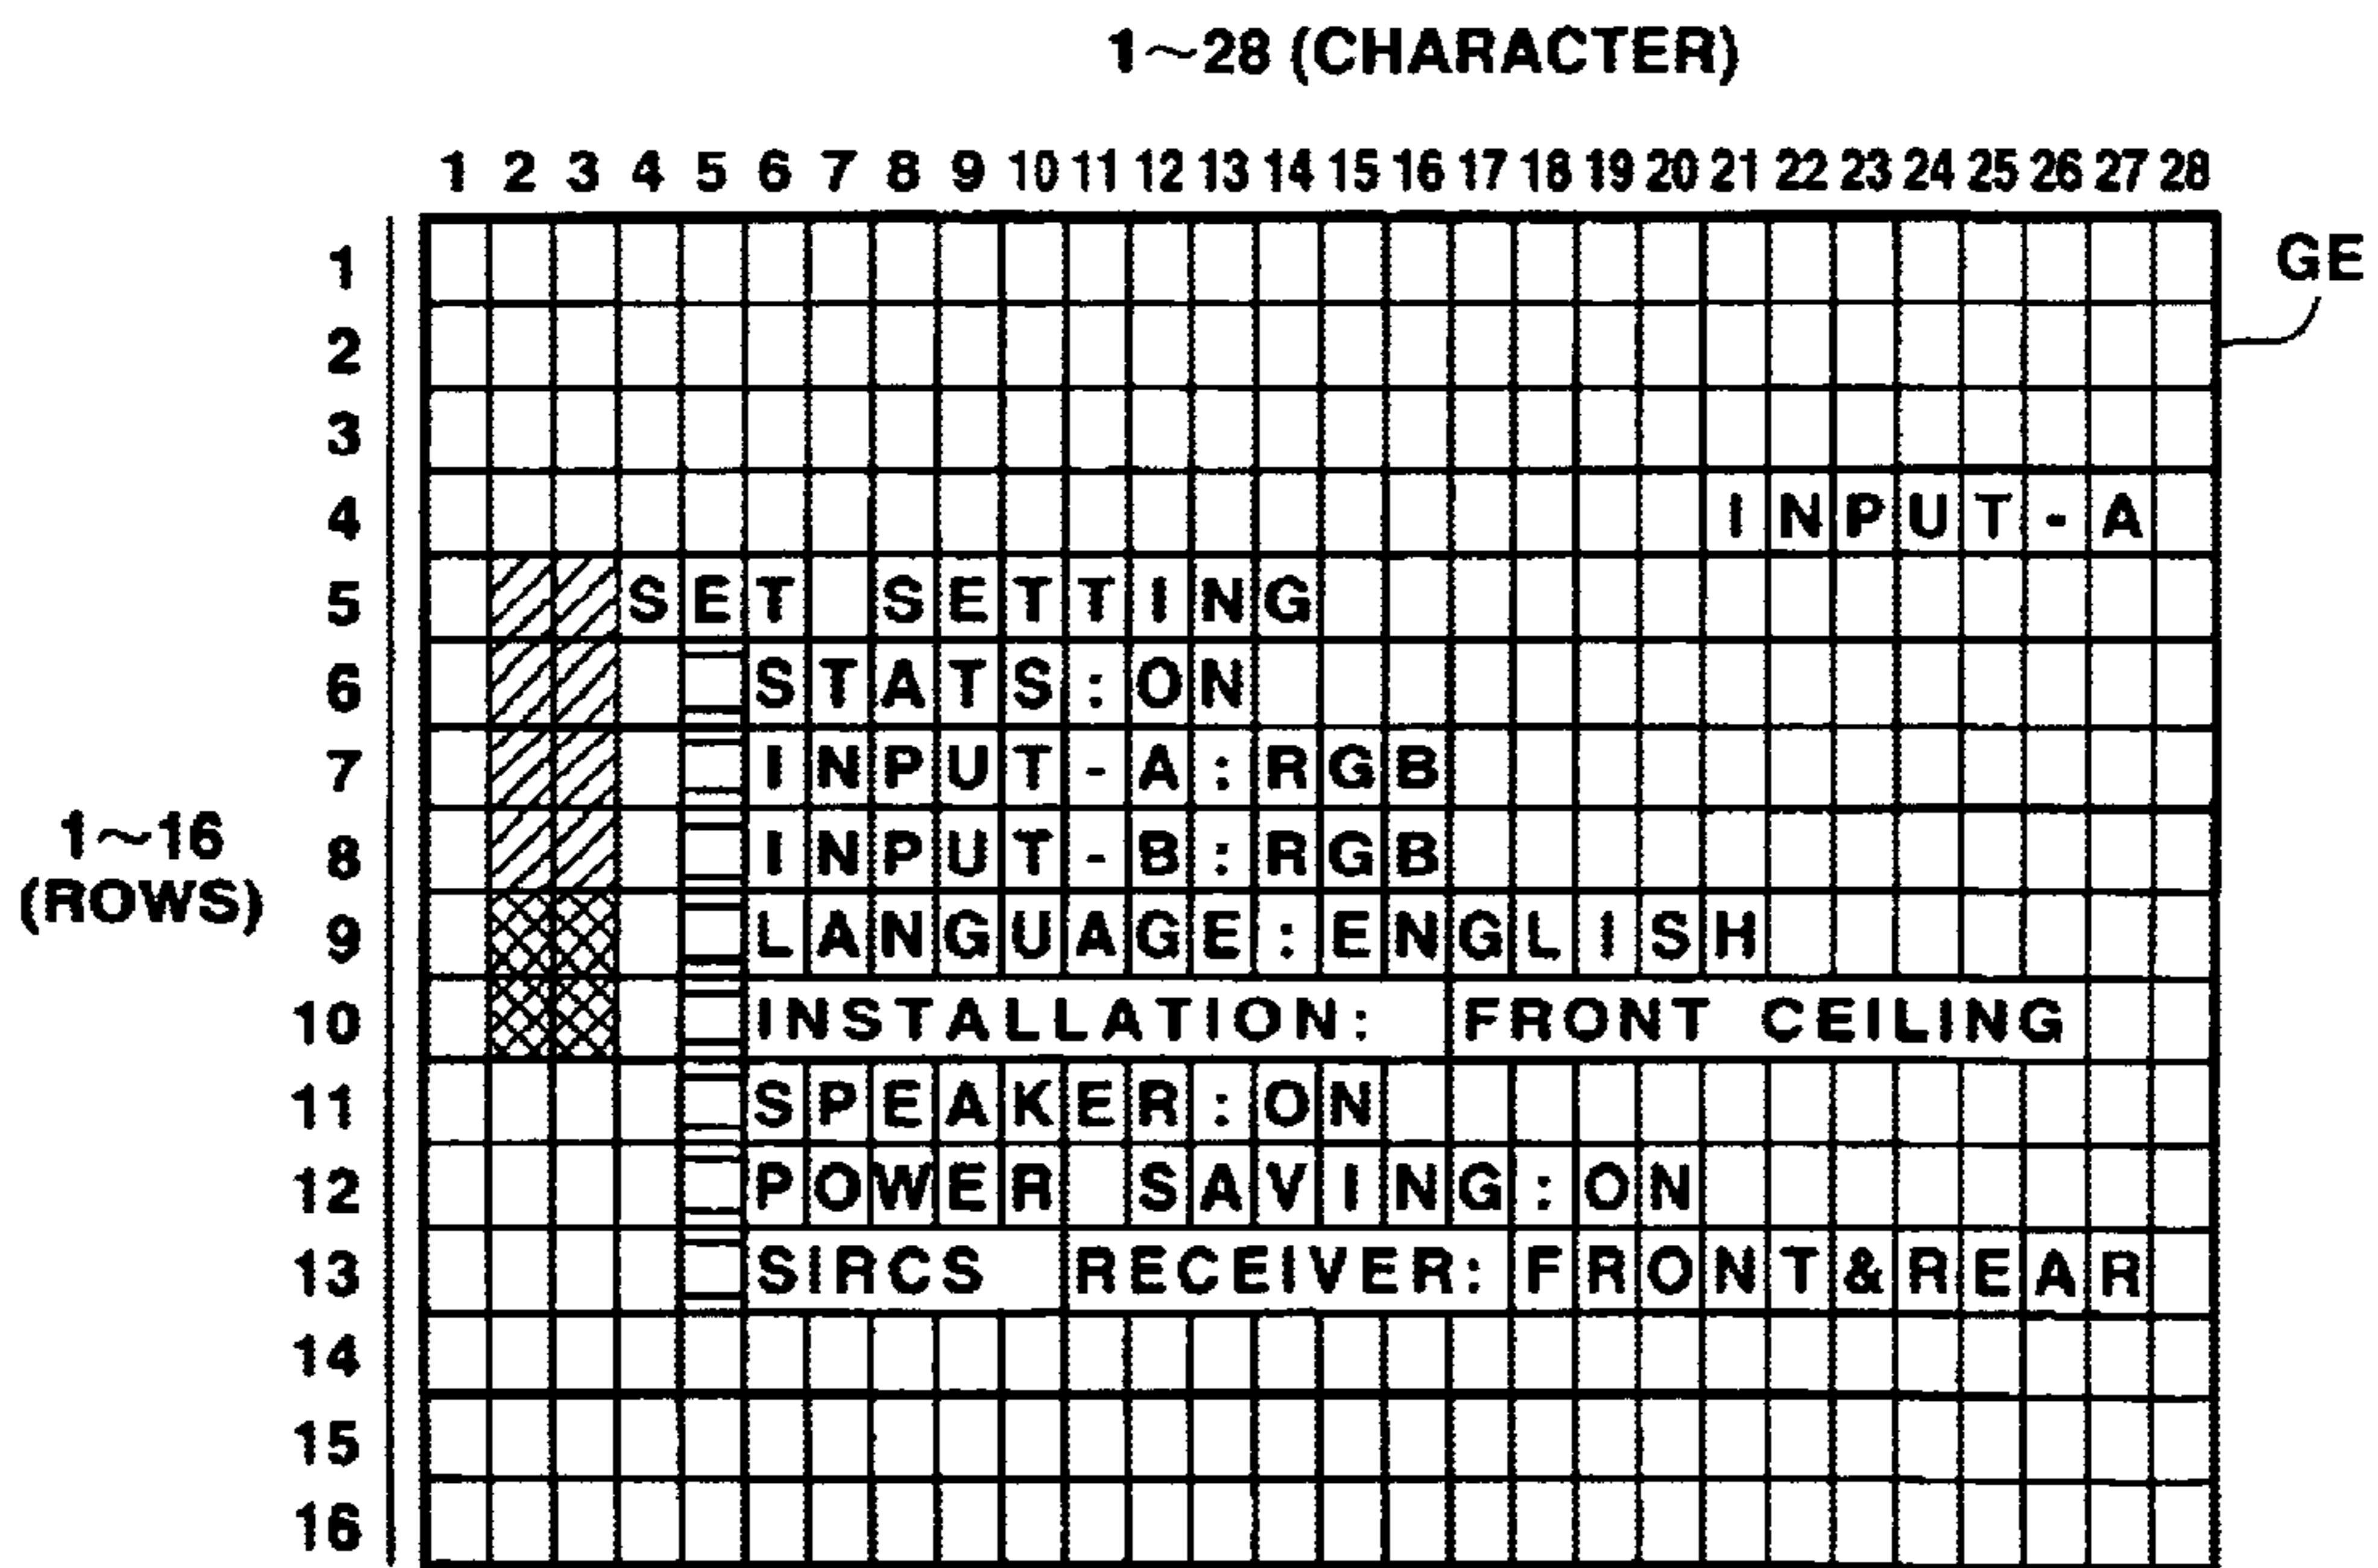 1~28 (CHARACTER)
1 2 3 4 5 6 7 8 9 10 11 12 13 14 15 16 17 18 19 20 21 22 23 24 25 26 27 28
1
GE
2
3
4 INPUT-A
5 SET SETTING
6 STATS:ON
7 INPUT-A:RGB
1~16
(ROWS)
8 INPUT-B:RGB
9 LANGUAGE:ENGLISH
10 INSTALLATION: FRONT CEILING
11 SPEAKER:ON
12 POWER SAVING:ON
13 SIRCS RECEIVER:FRONT&REAR
14
15
16